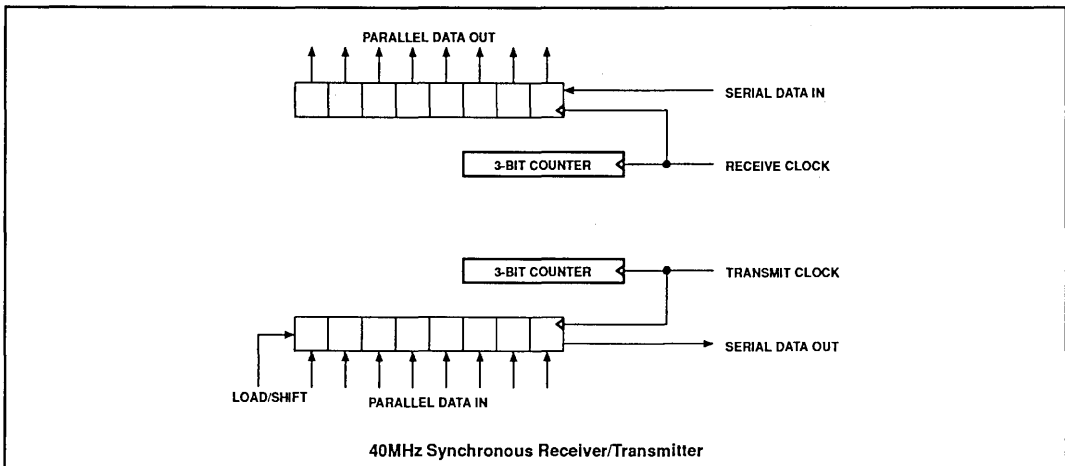 PARALLEL DATA OUT
SERIAL DATA IN
3-BIT COUNTER
RECEIVE CLOCK
3-BIT COUNTER
TRANSMIT CLOCK
SERIAL DATA OUT
LOAD/SHIFT
PARALLEL DATA IN
40MHz Synchronous Receiver/Transmitter